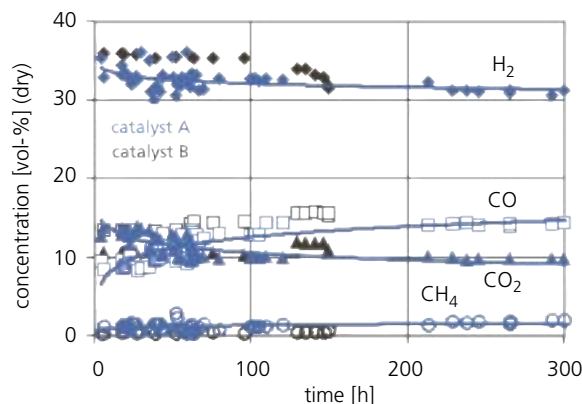 40
30
20
10
0
concentration [vol-%] (dry)
H₂
catalyst A
catalyst B
CO
CO₂
CH₄
0 100 200 300
time [h]